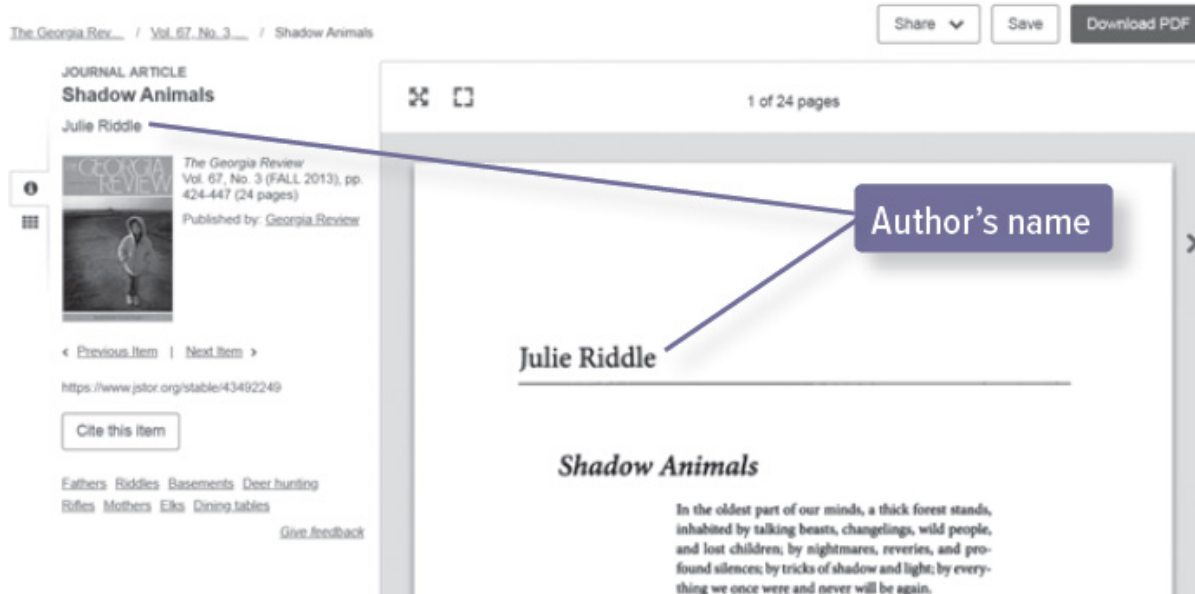 The Georgia Rev... / Vol. 67, No. 3,... / Shadow Animals
Share
Save
Download PDF
JOURNAL ARTICLE
Shadow Animals
Julie Riddle
THE GEORGIA
REVIEW
The Georgia Review
Vol. 67, No. 3 (FALL 2013), pp.
424-447 (24 pages)
Published by: Georgia Review
< Previous Item | Next Item >
https://www.jstor.org/stable/43492249
Cite this item
Fathers Riddles Basements Deer hunting
Rifles Mothers Elks Dining tables
Give feedback
1 of 24 pages
Author's name
Julie Riddle
Shadow Animals
In the oldest part of our minds, a thick forest stands,
inhabited by talking beasts, changelings, wild people,
and lost children; by nightmares, reveries, and pro-
found silences; by tricks of shadow and light; by every-
thing we once were and never will be again.